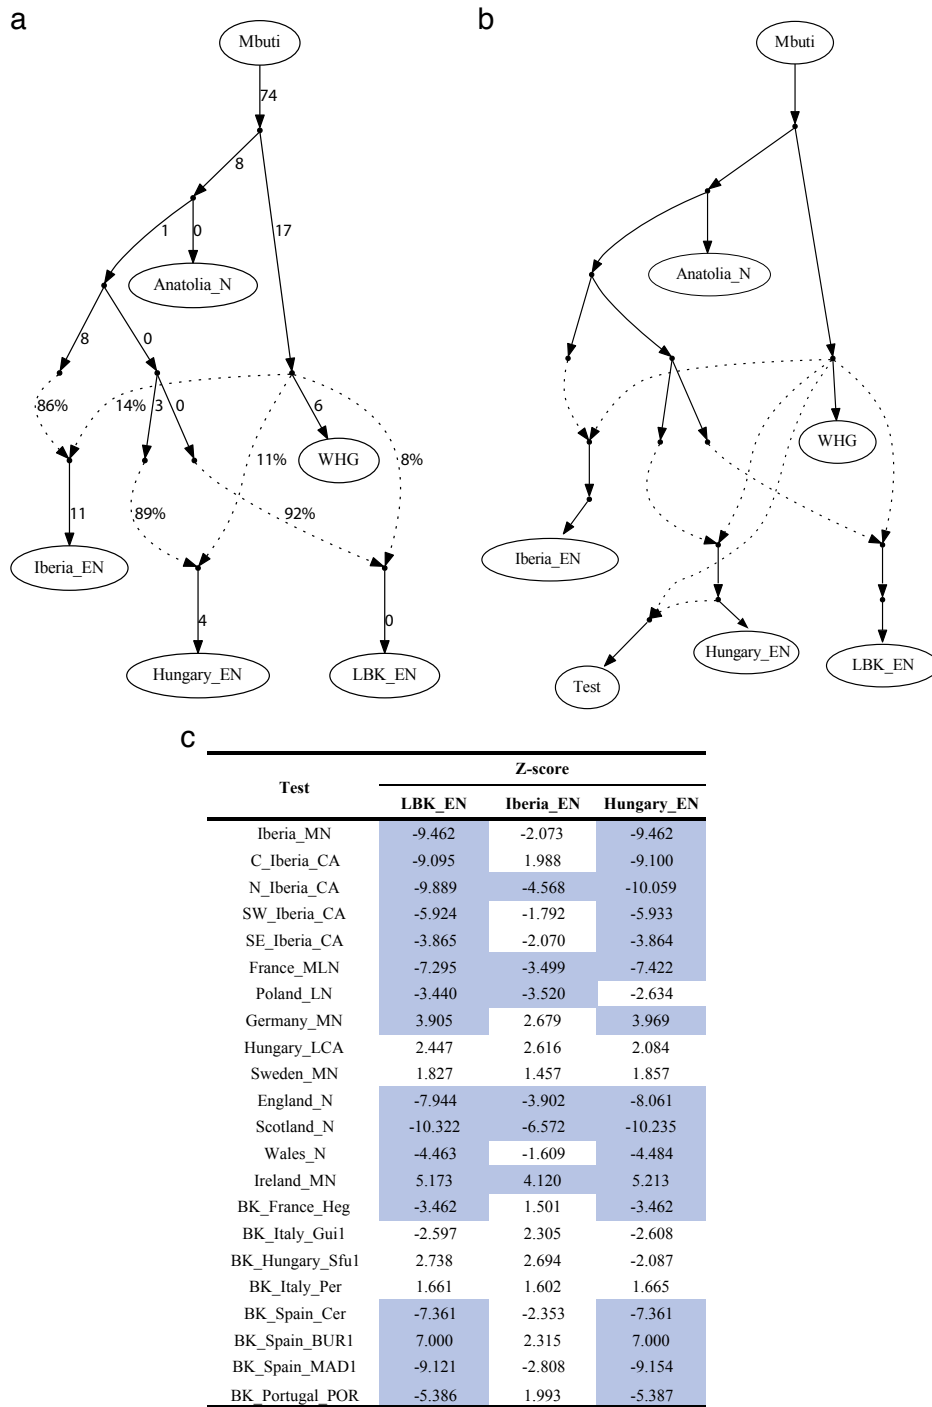 a
b
Mbuti
Mbuti
74
8
1
0
17
Anatolia_N
Anatolia_N
8
0
86%
14%
3
0
6
WHG
WHG
11%
8%
11
89%
92%
Iberia_EN
Iberia_EN
4
0
Hungary_EN
LBK_EN
Hungary_EN
LBK_EN
Test
c
Test Z-score
LBK_EN Iberia_EN Hungary_EN
Iberia_MN -9.462 -2.073 -9.462
C_Iberia_CA -9.095 1.988 -9.100
N_Iberia_CA -9.889 -4.568 -10.059
SW_Iberia_CA -5.924 -1.792 -5.933
SE_Iberia_CA -3.865 -2.070 -3.864
France_MLN -7.295 -3.499 -7.422
Poland_LN -3.440 -3.520 -2.634
Germany_MN 3.905 2.679 3.969
Hungary_LCA 2.447 2.616 2.084
Sweden_MN 1.827 1.457 1.857
England_N -7.944 -3.902 -8.061
Scotland_N -10.322 -6.572 -10.235
Wales_N -4.463 -1.609 -4.484
Ireland_MN 5.173 4.120 5.213
BK_France_Heg -3.462 1.501 -3.462
BK_Italy_Gui1 -2.597 2.305 -2.608
BK_Hungary_Sfu1 2.738 2.694 -2.087
BK_Italy_Per 1.661 1.602 1.665
BK_Spain_Cer -7.361 -2.353 -7.361
BK_Spain_BUR1 7.000 2.315 7.000
BK_Spain_MAD1 -9.121 -2.808 -9.154
BK_Portugal_POR -5.386 1.993 -5.387